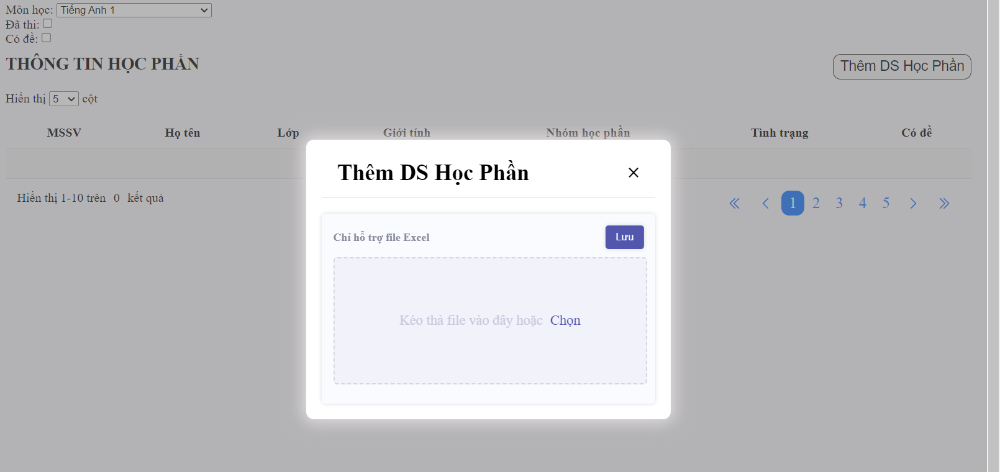 Môn học: Tiếng Anh 1
Đã thi:
Có đề:
THÔNG TIN HỌC PHẦN
Thêm DS Học Phần
Hiển thị 5 cột
MSSV Họ tên Lớp Giới tính Nhóm học phần Tình trạng Có đề
Thêm DS Học Phần
Hiển thị 1-10 trên 0 kết quả
1 2 3 4 5
Chỉ hỗ trợ file Excel
Lưu
Kéo thả file vào đây hoặc Chọn